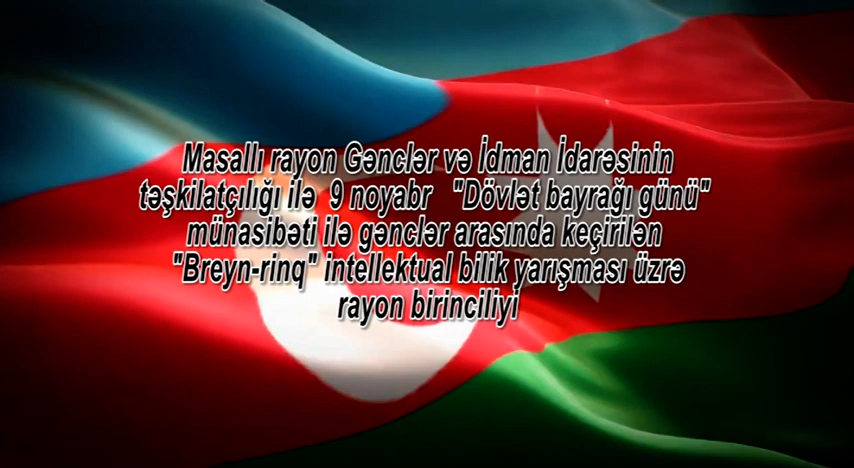 Masallı rayon Gənclər və İdman İdarəsinin
təşkilatçılığı ilə 9 noyabr "Dövlət bayrağı günü"
münasibəti ilə gənclər arasında keçirilən
"Breyn-rinq" intellektual bilik yarışması üzrə
rayon birinciliyi